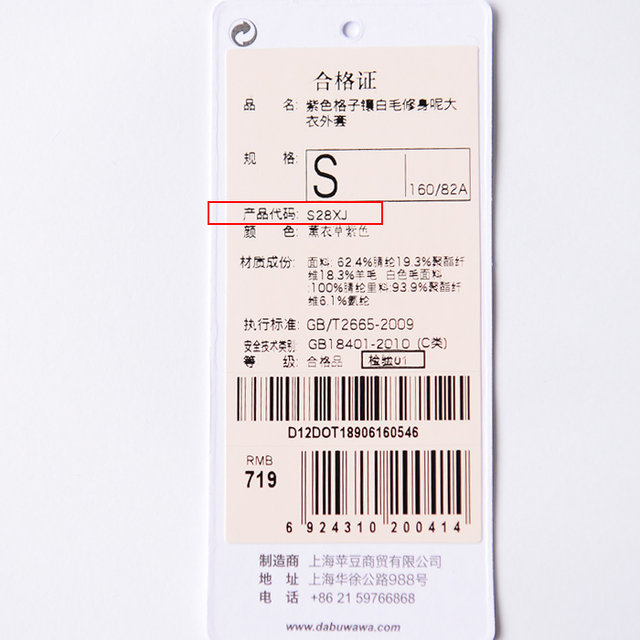 合格证
品 名: 紫色格子镶白毛修身呢大
衣外套
规 格: S 160/82A
产品代码: S28XJ
颜 色: 薰衣草紫色
材质成份: 面料: 62.4%腈纶19.3%聚酯纤
维18.3%羊毛 白色毛面料
:100%腈纶里料:93.9%聚酯纤
维6.1%氨纶
执行标准: GB/T2665-2009
安全技术类别: GB18401-2010 (C类)
等 级: 合格品 检验01
D12DOT18906160546
RMB
719
6 924310 200414
制造商 上海苹豆商贸有限公司
地 址 上海华徐公路988号
电 话 +86 21 59766868
www.dabuwawa.com